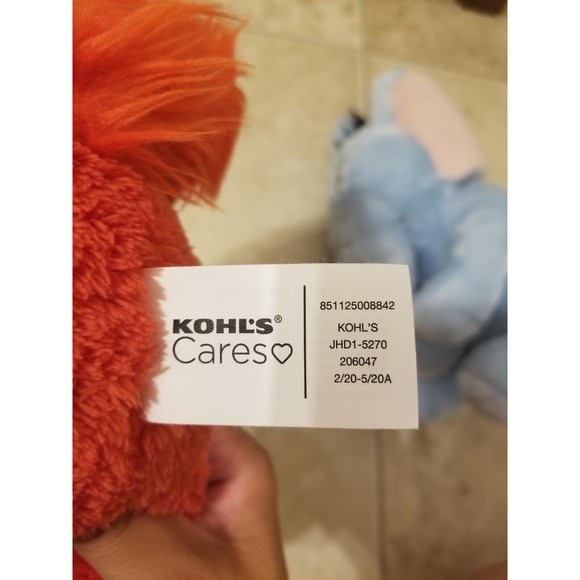 KOHL'S®
Cares♡
851125008842
KOHL'S
JHD1-5270
206047
2/20-5/20A